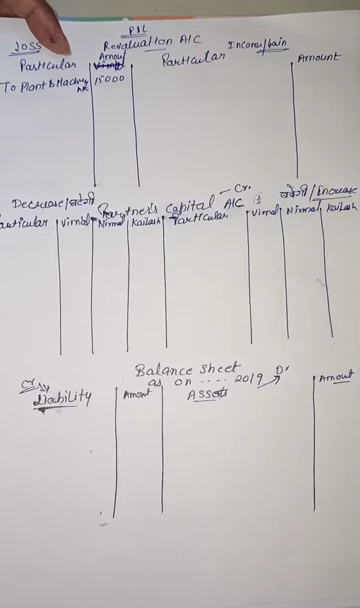 P/L
Loss Revaluation A/C Income/Gain
Particular Amount Particular Amount
To Plant & Machinery A/c 15000
Decrease/घटेगी Cr. बढेगी/Increase
Partner's Capital A/C
Particular Vimal Nirmal Kailash Particular Vimal Nirmal Kailash
Balance Sheet
Cr as on .... 2019 Dr
Liability Amount Assets Amount